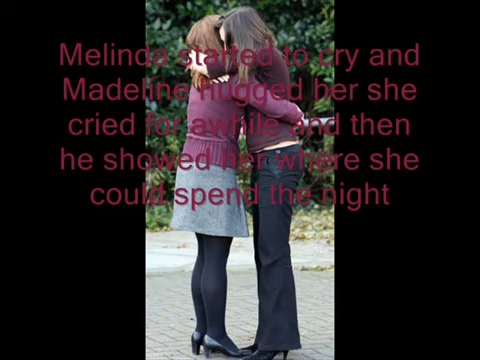 Melinda started to cry and
Madeline hugged her she
cried for awhile and then
he showed her where she
could spend the night